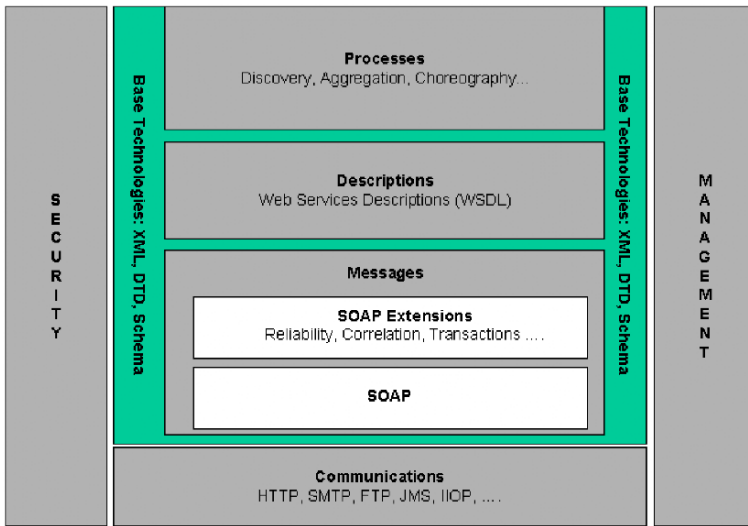 SECURITY
Base Technologies: XML, DTD, Schema
Processes
Discovery, Aggregation, Choreography...
Descriptions
Web Services Descriptions (WSDL)
Messages
SOAP Extensions
Reliability, Correlation, Transactions ....
SOAP
Base Technologies: XML, DTD, Schema
MANAGEMENT
Communications
HTTP, SMTP, FTP, JMS, IIOP, ....